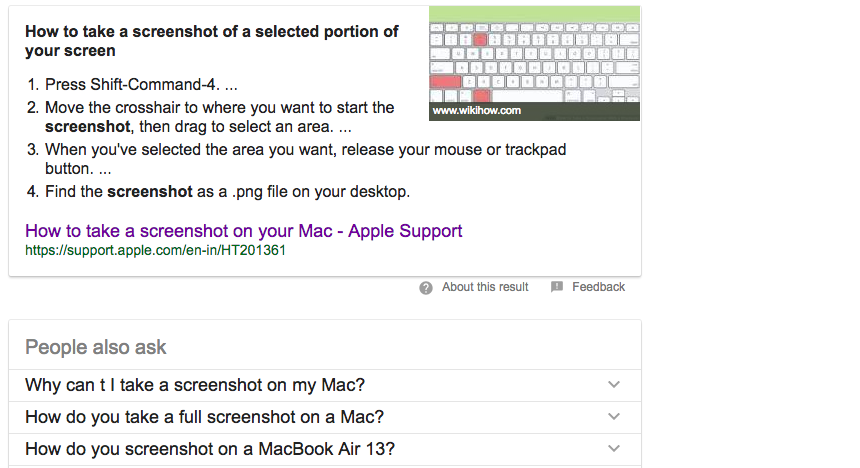 How to take a screenshot of a selected portion of
your screen
www.wikihow.com
1. Press Shift-Command-4. ...
2. Move the crosshair to where you want to start the
screenshot, then drag to select an area. ...
3. When you've selected the area you want, release your mouse or trackpad
button. ...
4. Find the screenshot as a .png file on your desktop.
How to take a screenshot on your Mac - Apple Support
https://support.apple.com/en-in/HT201361
About this result Feedback
People also ask
Why can t I take a screenshot on my Mac?
How do you take a full screenshot on a Mac?
How do you screenshot on a MacBook Air 13?